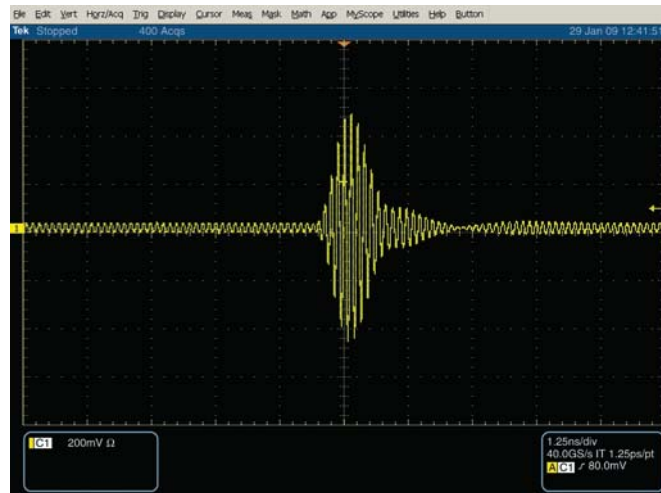 File Edit Vert Horz/Acq Trig Display Cursor Meas Mask Math App MyScope Utilities Help Button
Tek Stopped 400 Acqs 29 Jan 09 12:41:51
1
C1 200mV Ω
1.25ns/div
40.0GS/s IT 1.25ps/pt
A C1 / 80.0mV